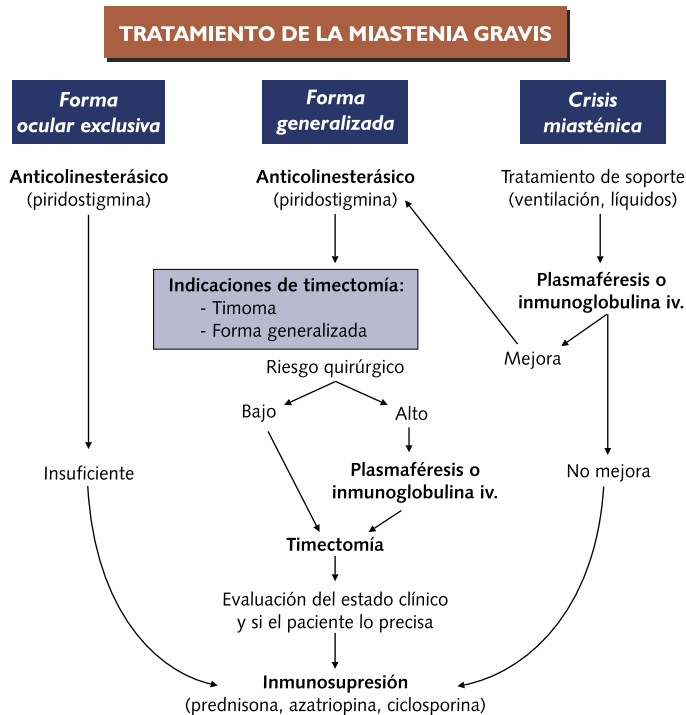 TRATAMIENTO DE LA MIASTENIA GRAVIS
Forma
ocular exclusiva
Anticolinesterásico
(piridostigmina)
Insuficiente
Forma
generalizada
Anticolinesterásico
(piridostigmina)
Indicaciones de timectomía:
- Timoma
- Forma generalizada
Riesgo quirúrgico
Bajo
Alto
Plasmaféresis o
inmunoglobulina iv.
Timectomía
Evaluación del estado clínico
y si el paciente lo precisa
Crisis
miasténica
Tratamiento de soporte
(ventilación, líquidos)
Plasmaféresis o
inmunoglobulina iv.
Mejora
No mejora
Inmunosupresión
(prednisona, azatriopina, ciclosporina)